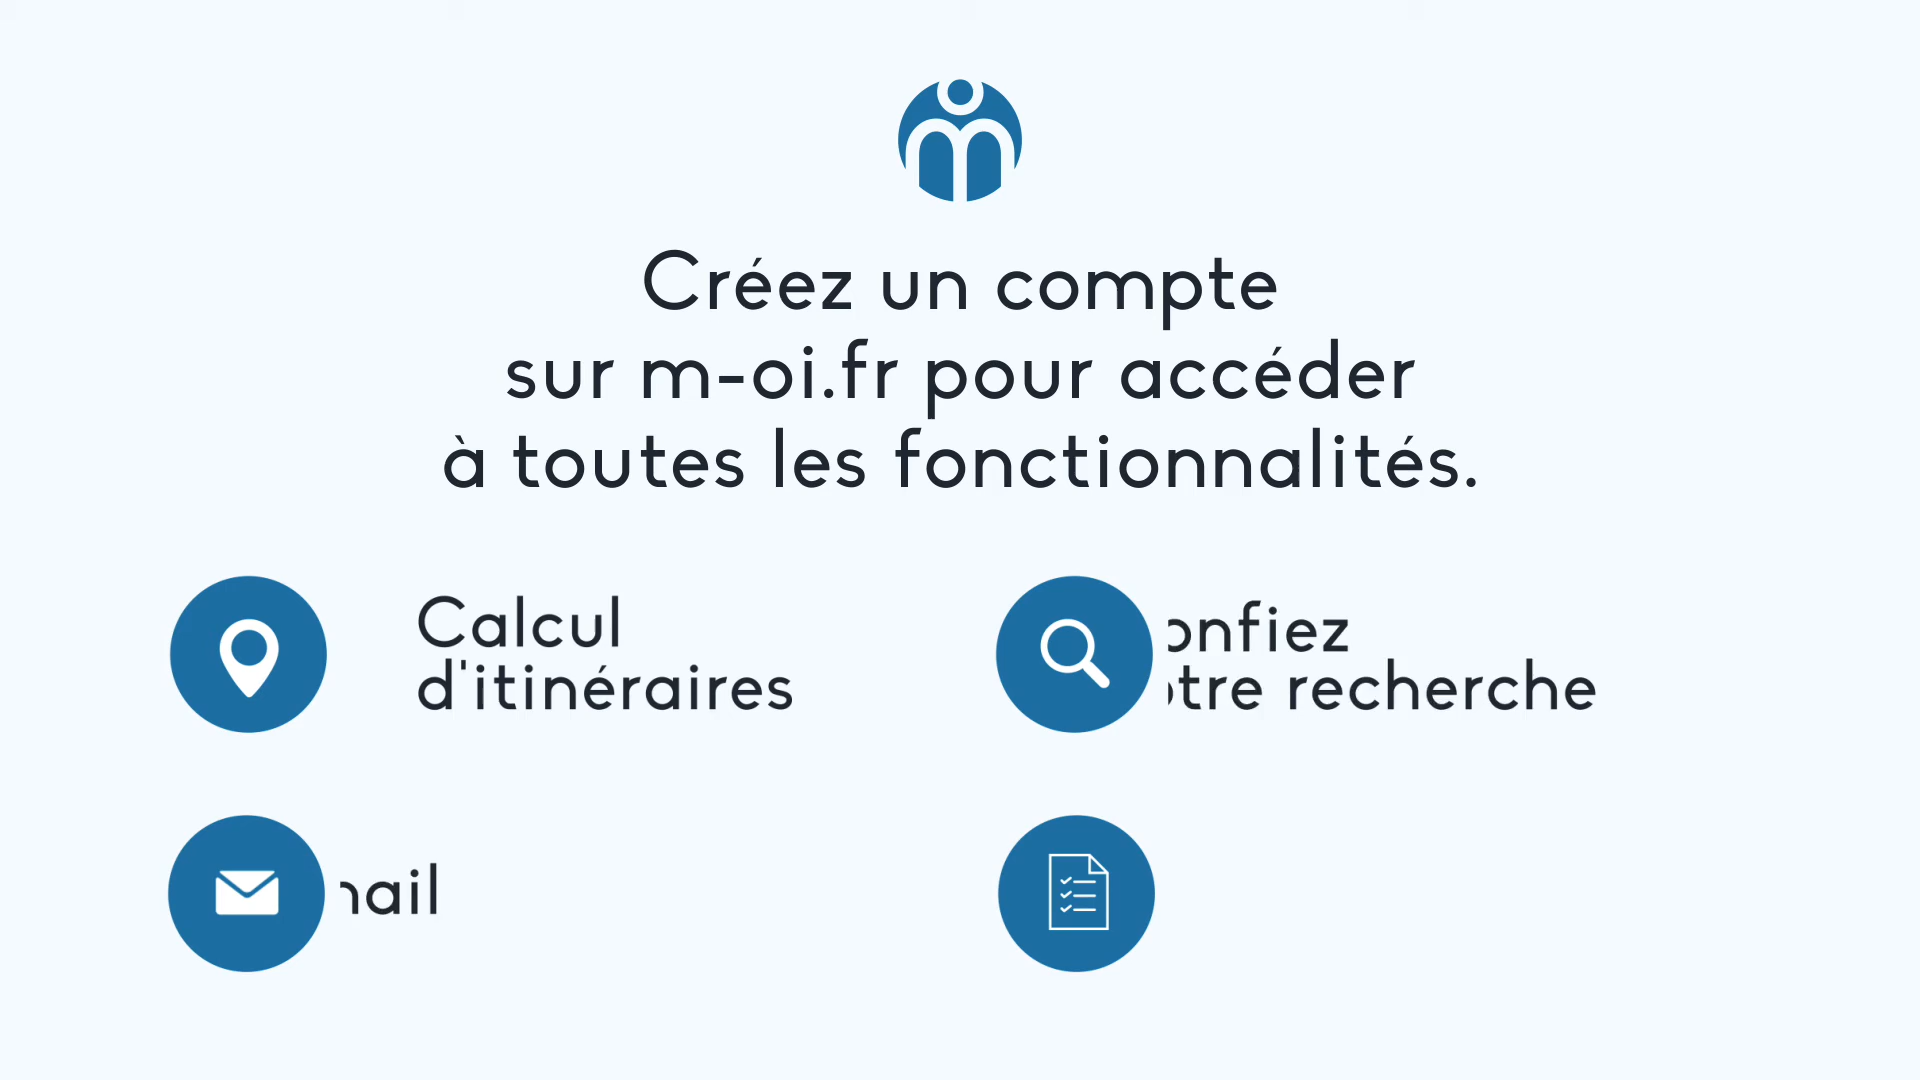 Créez un compte
sur m-oi.fr pour accéder
à toutes les fonctionnalités.
Calcul
d'itinéraires
onfiez
tre recherche
ail